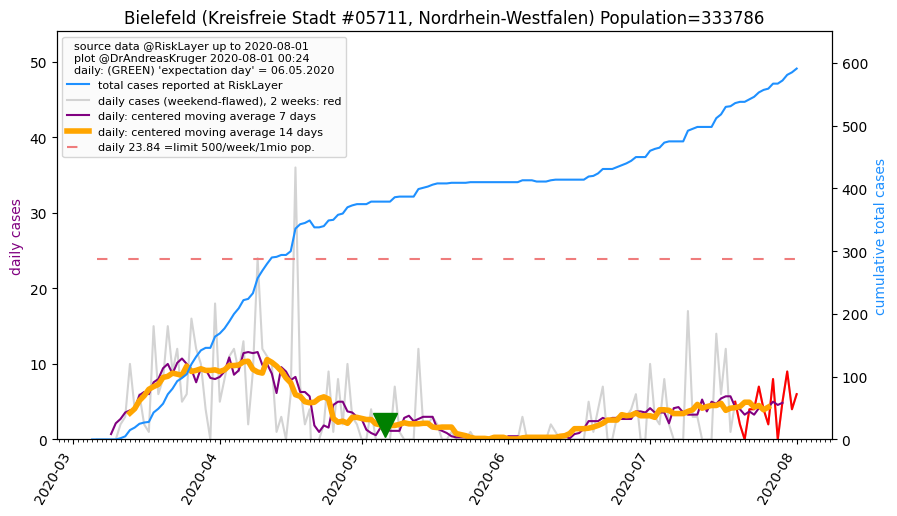 Bielefeld (Kreisfreie Stadt #05711, Nordrhein-Westfalen) Population=333786
source data @RiskLayer up to 2020-08-01
plot @DrAndreasKruger 2020-08-01 00:24
daily: (GREEN) 'expectation day' = 06.05.2020
total cases reported at RiskLayer
daily cases (weekend-flawed), 2 weeks: red
daily: centered moving average 7 days
daily: centered moving average 14 days
daily 23.84 =limit 500/week/1mio pop.
daily cases
50
40
30
20
10
0
cumulative total cases
600
500
400
300
200
100
0
2020-03
2020-04
2020-05
2020-06
2020-07
2020-08